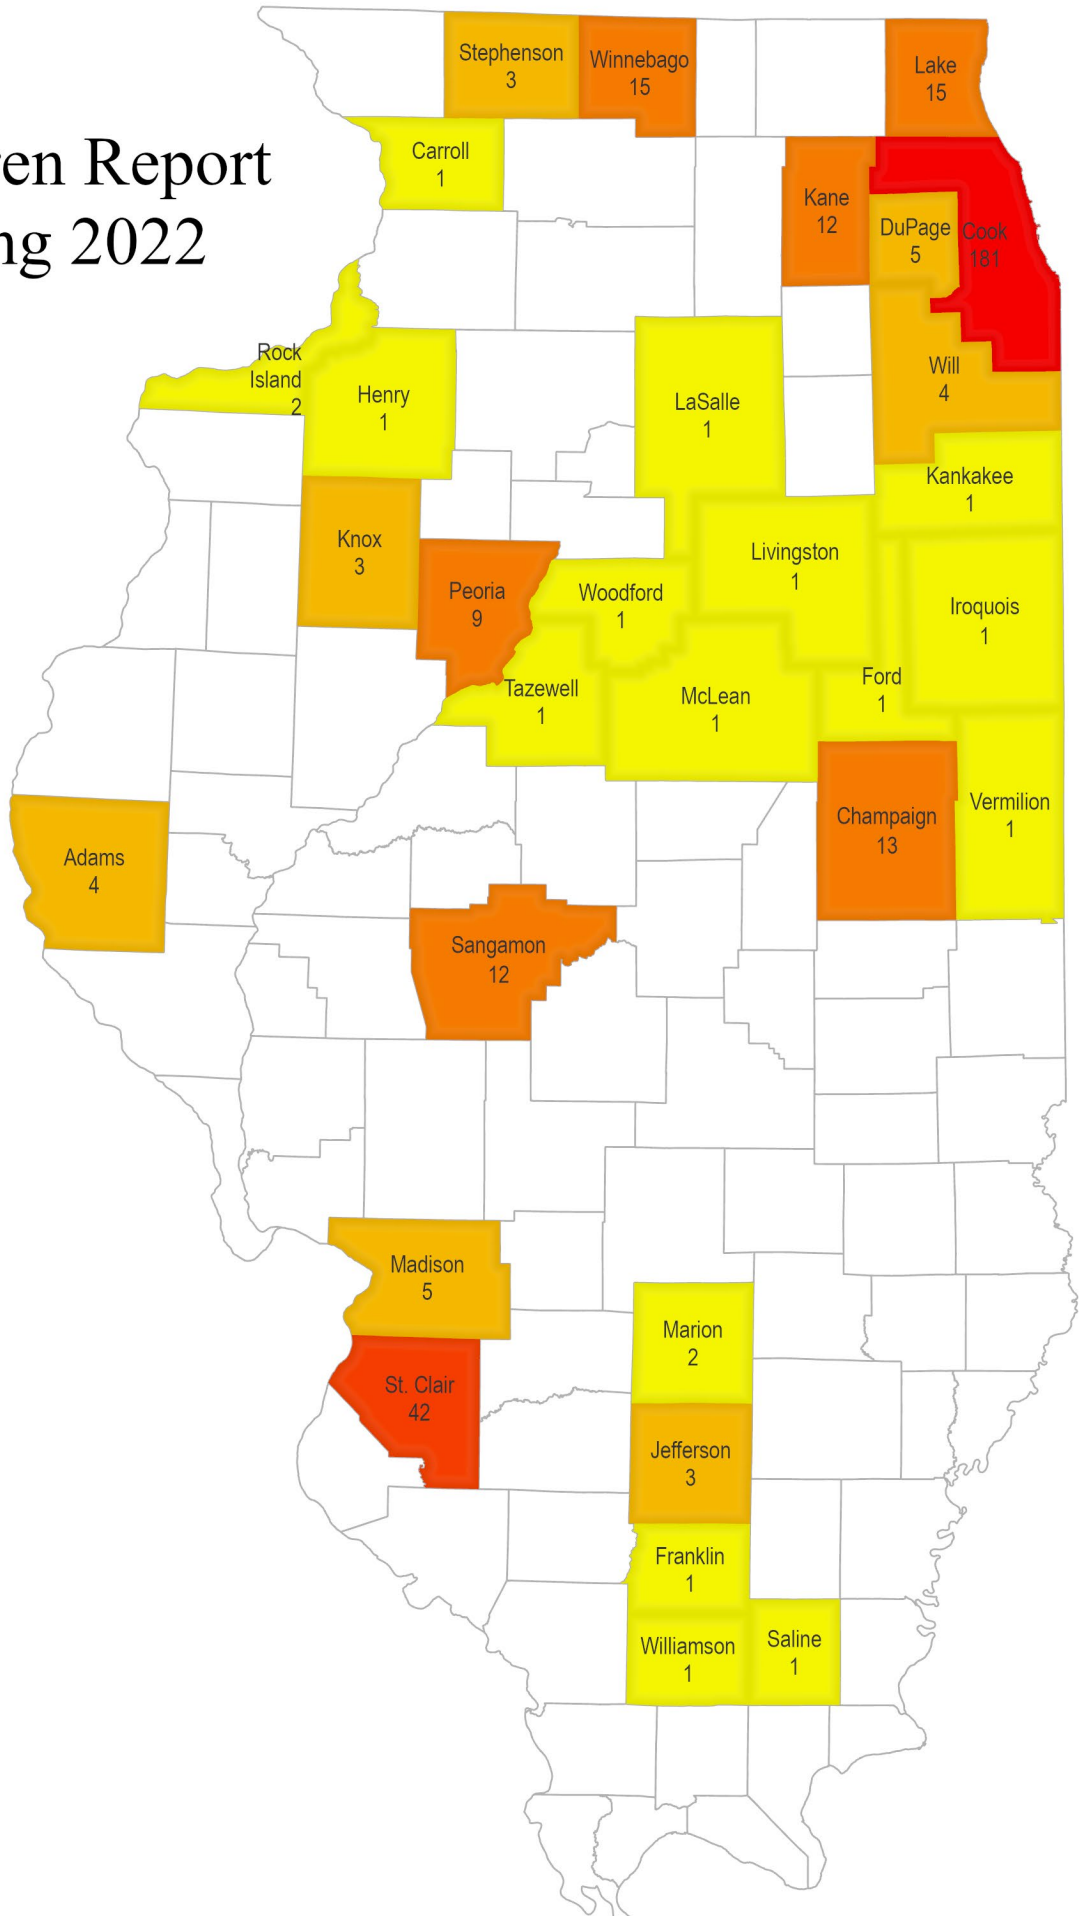 Report
2022
Stephenson
3
Winnebago
15
Lake
15
Carroll
1
Kane
12
DuPage
5
Cook
181
Rock
Island
2
Henry
1
LaSalle
1
Will
4
Kankakee
1
Knox
3
Peoria
9
Woodford
1
Livingston
1
Iroquois
1
Tazewell
1
McLean
1
Ford
1
Adams
4
Champaign
13
Vermilion
1
Sangamon
12
Madison
5
St. Clair
42
Marion
2
Jefferson
3
Franklin
1
Williamson
1
Saline
1